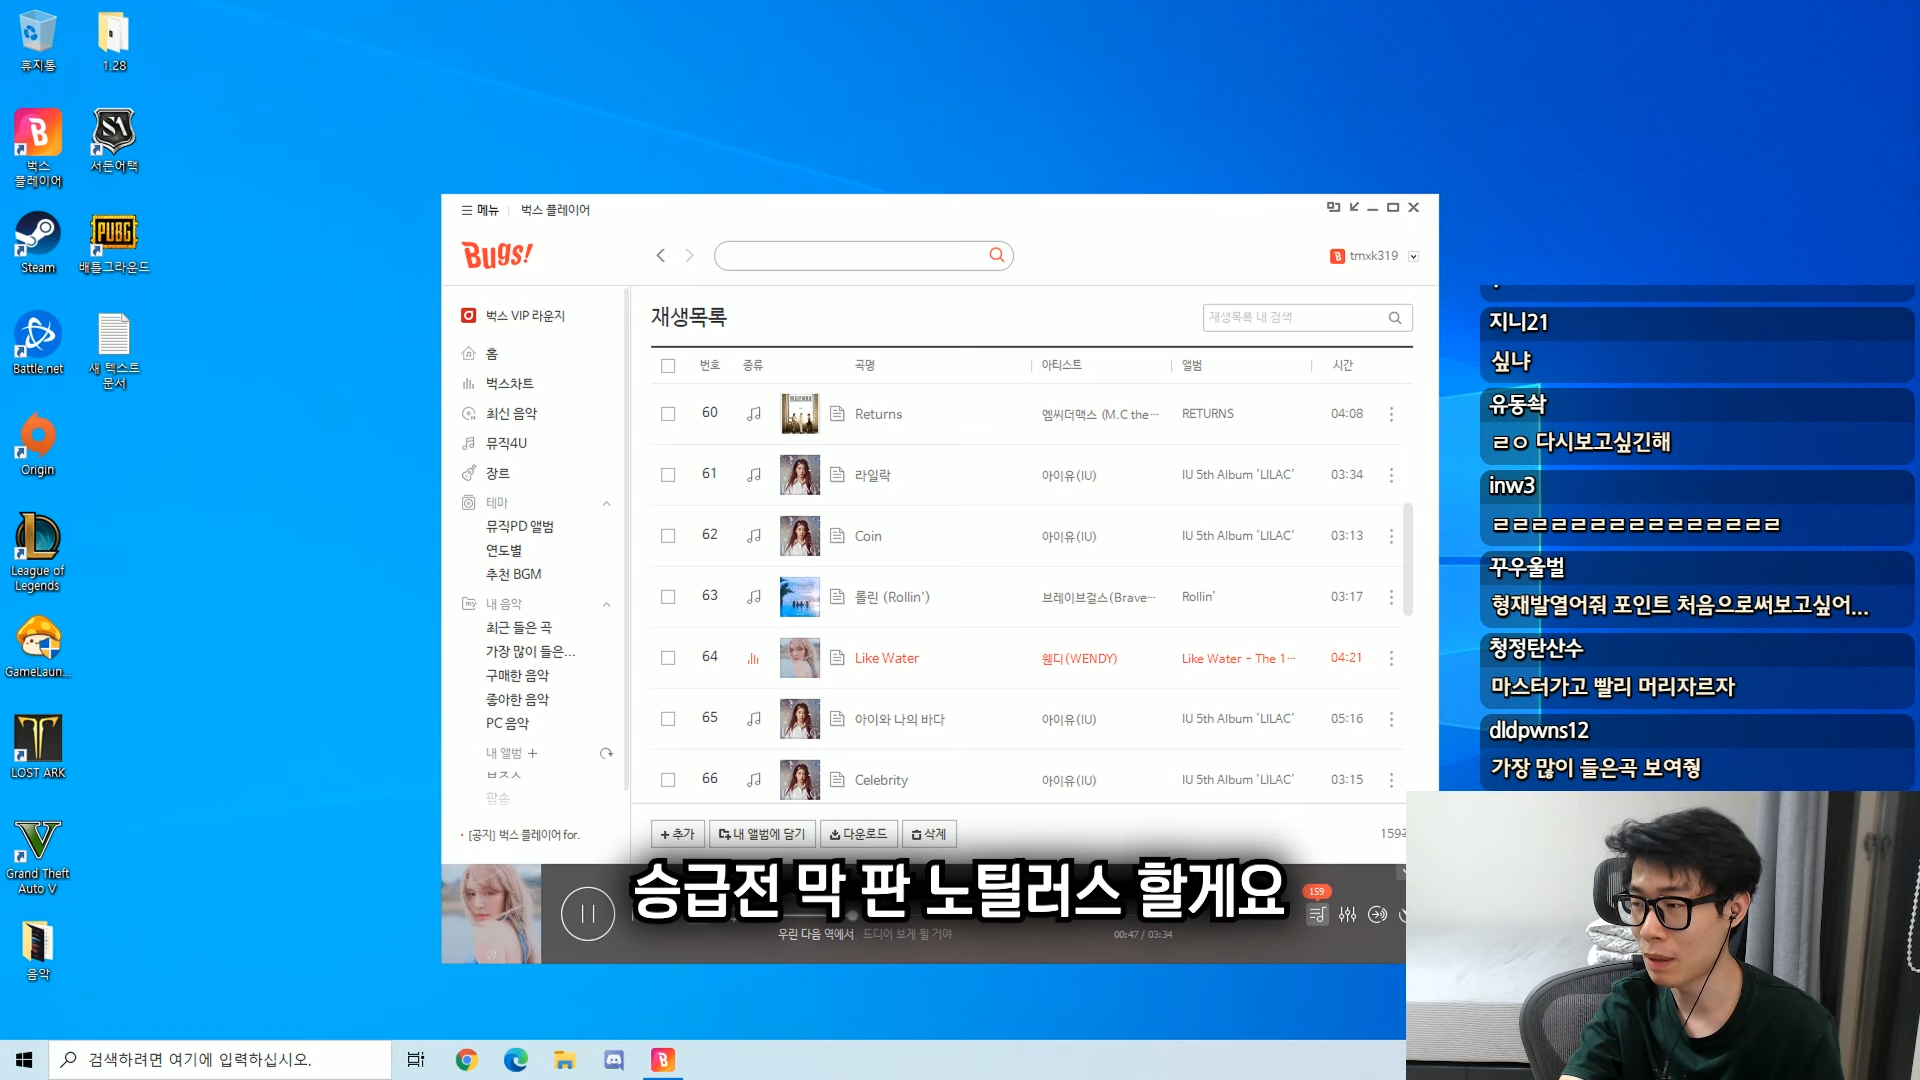 휴지통
1.28
벅스
플레이어
서든어택
Steam
배틀그라운드
Battle.net
새 텍스트
문서
Origin
League of
Legends
GameLaun...
LOST ARK
Grand Theft
Auto V
음악
메뉴
벅스 플레이어
Bugs!
tmxk319
벅스 VIP 라운지
홈
벅스차트
최신 음악
뮤직4U
장르
테마
뮤직PD 앨범
연도별
추천 BGM
내 음악
최근 들은 곡
가장 많이 들은...
구매한 음악
좋아한 음악
PC 음악
내 앨범 +
팝송
[공지] 벅스 플레이어 for.
재생목록
재생목록 내 검색
번호 종류 곡명 아티스트 앨범 시간
60 Returns 엠씨더맥스 (M.C the… RETURNS 04:08
61 라일락 아이유(IU) IU 5th Album 'LILAC' 03:34
62 Coin 아이유(IU) IU 5th Album 'LILAC' 03:13
63 롤린 (Rollin') 브레이브걸스(Brave… Rollin' 03:17
64 Like Water 웬디(WENDY) Like Water - The 1… 04:21
65 아이와 나의 바다 아이유(IU) IU 5th Album 'LILAC' 05:16
66 Celebrity 아이유(IU) IU 5th Album 'LILAC' 03:15
+ 추가
내 앨범에 담기
다운로드
삭제
159
승급전 막 판 노틸러스 할게요
159
우린 다음 역에서 드디어 보게 될 거야
00:47 / 03:34
지니21
싶냐
유동솩
ㄹㅇ 다시보고싶긴해
inw3
ㄹㄹㄹㄹㄹㄹㄹㄹㄹㄹㄹㄹㄹㄹㄹ
꾸우울벌
형재발열어줘 포인트 처음으로써보고싶어...
청정탄산수
마스터가고 빨리 머리자르자
dldpwns12
가장 많이 들은곡 보여줭
검색하려면 여기에 입력하십시오.